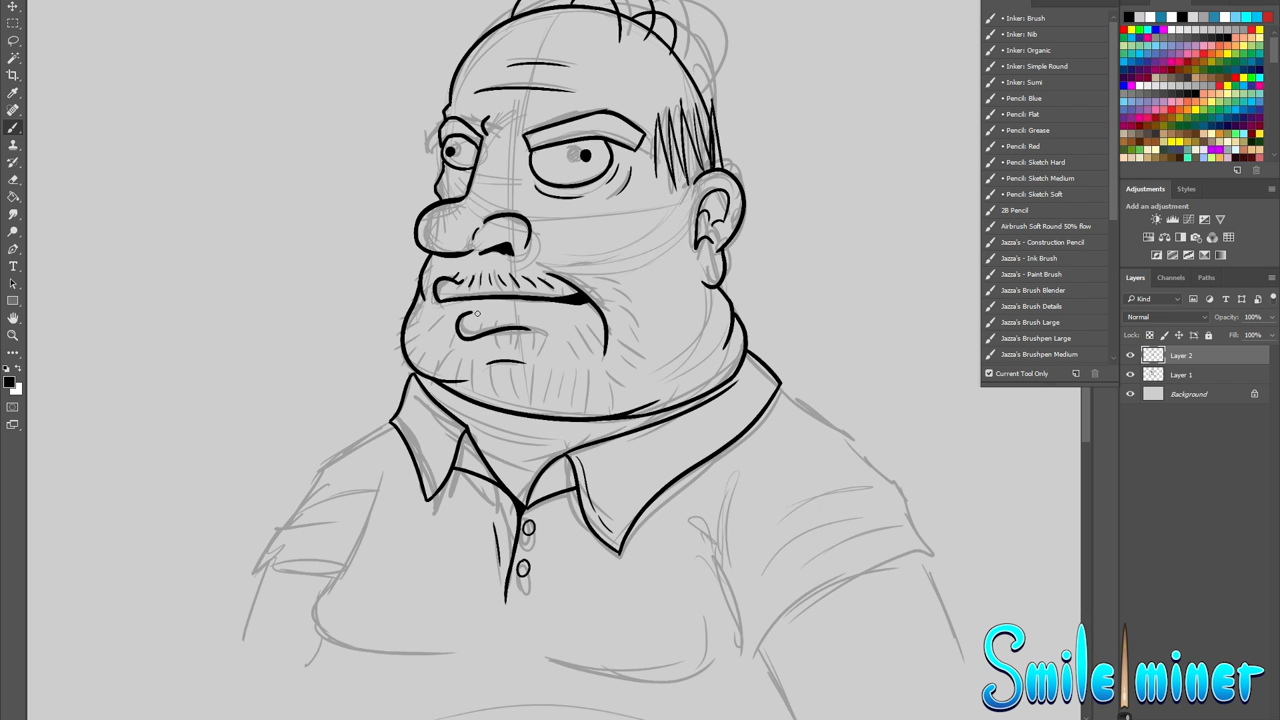 • Inker: Brush
• Inker: Nib
• Inker: Organic
• Inker: Simple Round
• Inker: Sumi
• Pencil: Blue
• Pencil: Flat
• Pencil: Grease
• Pencil: Red
• Pencil: Sketch Hard
• Pencil: Sketch Medium
• Pencil: Sketch Soft
2B Pencil
Airbrush Soft Round 50% flow
Jazza's - Construction Pencil
Jazza's - Ink Brush
Jazza's - Paint Brush
Jazza's Brush Blender
Jazza's Brush Details
Jazza's Brush Large
Jazza's Brushpen Large
Jazza's Brushpen Medium
Current Tool Only
Adjustments Styles
Add an adjustment
Layers Channels Paths
Kind
Normal Opacity: 100%
Lock: Fill: 100%
Layer 2
Layer 1
Background
Smile miner